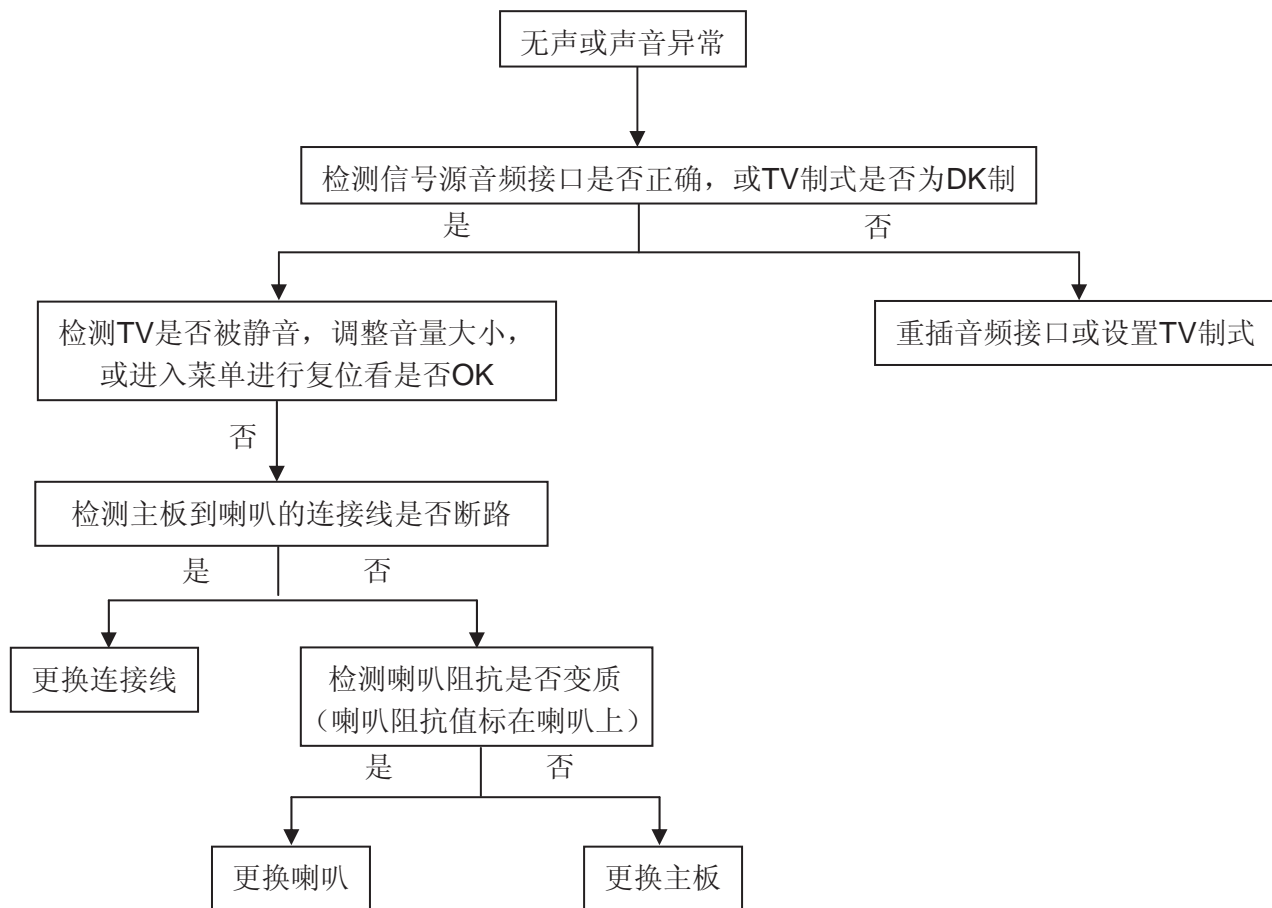 无声或声音异常
检测信号源音频接口是否正确，或TV制式是否为DK制
是
否
检测TV是否被静音，调整音量大小，
或进入菜单进行复位看是否OK
重插音频接口或设置TV制式
否
检测主板到喇叭的连接线是否断路
是
否
更换连接线
检测喇叭阻抗是否变质
（喇叭阻抗值标在喇叭上）
是
否
更换喇叭
更换主板